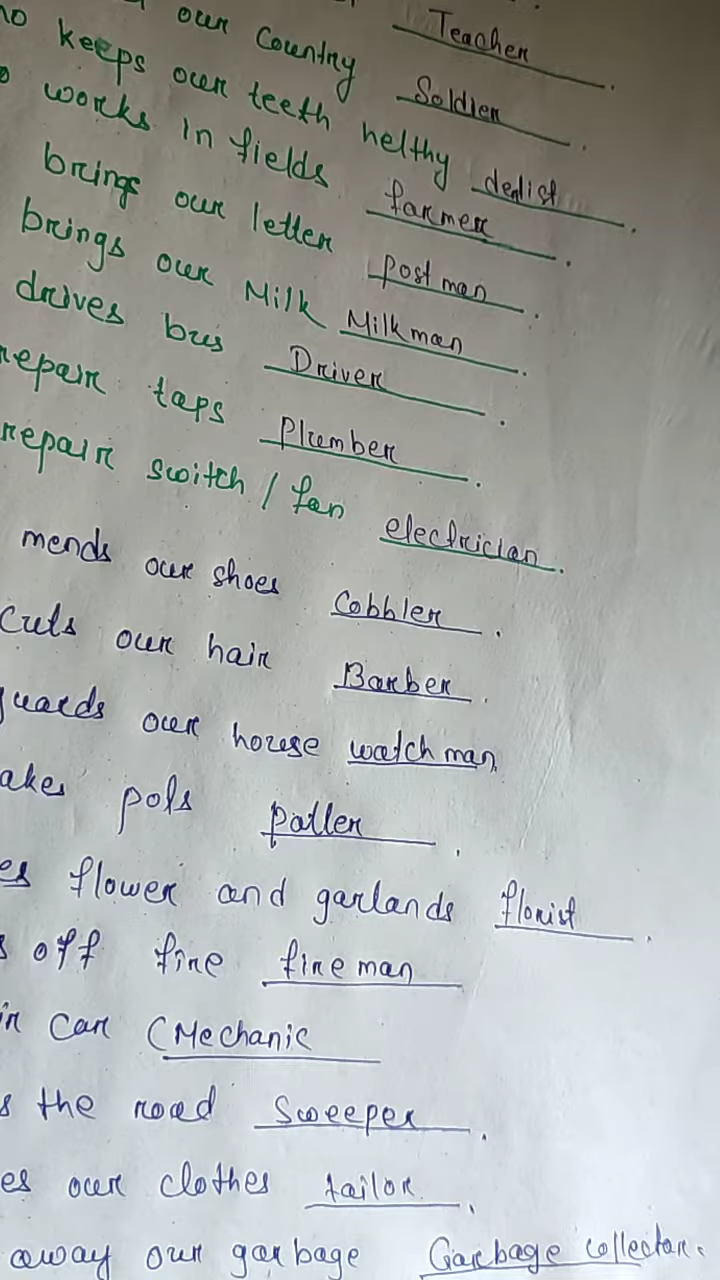 Teacher
our Country Soldier
keeps our teeth helthy dentist
works in fields farmer
brings our letter postman
brings our Milk Milkman
drives bus Driver
repair taps Plumber
repair switch / fan electrician.
mends our shoes Cobbler.
Cuts our hair Barber.
guards our house watchman.
akes pots potter.
es flower and garlands florist.
s off fire fireman
ir Car (Mechanic
s the road Sweeper.
es our clothes tailor.
away our garbage Garbage collector.